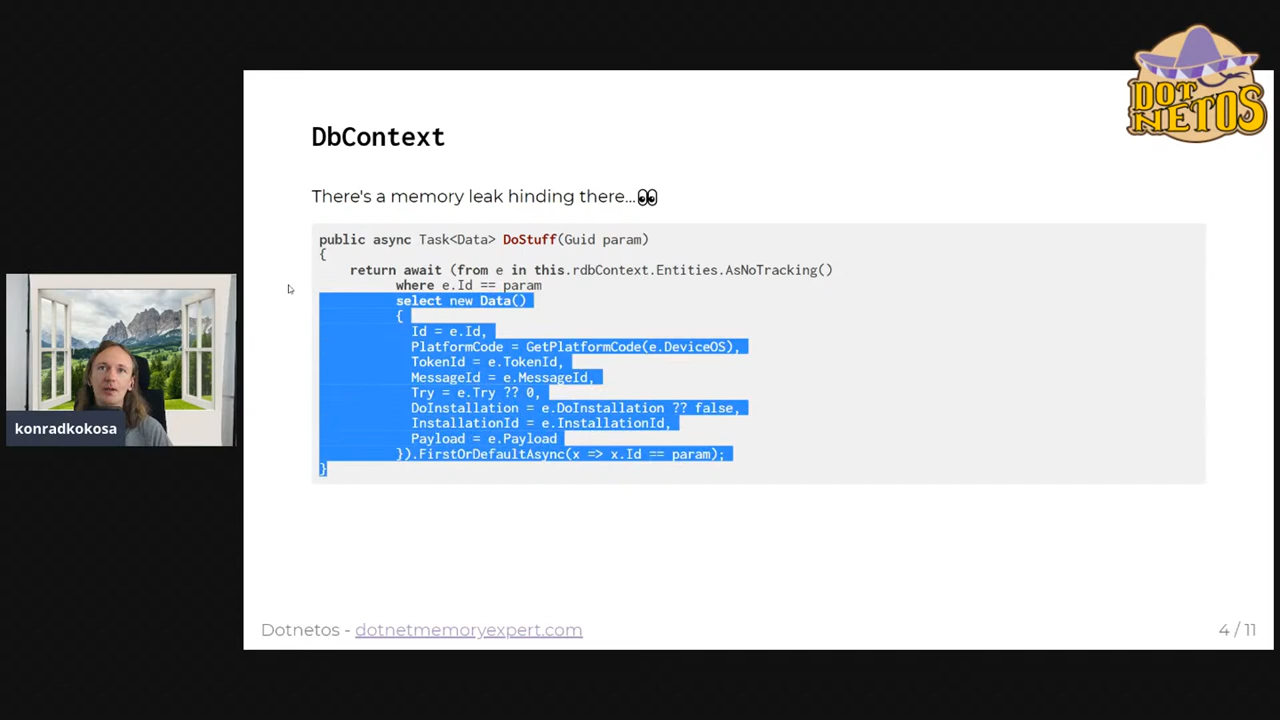 DOT
NETOS
DbContext
There's a memory leak hinding there...👀
public async Task<Data> DoStuff(Guid param)
{
return await (from e in this.rdbContext.Entities.AsNoTracking()
where e.Id == param
select new Data()
{
Id = e.Id,
PlatformCode = GetPlatformCode(e.DeviceOS),
TokenId = e.TokenId,
MessageId = e.MessageId,
Try = e.Try ?? 0,
DoInstallation = e.DoInstallation ?? false,
InstallationId = e.InstallationId,
Payload = e.Payload
}).FirstOrDefaultAsync(x => x.Id == param);
}
konradkokosa
Dotnetos - dotnetmemoryexpert.com
4 / 11